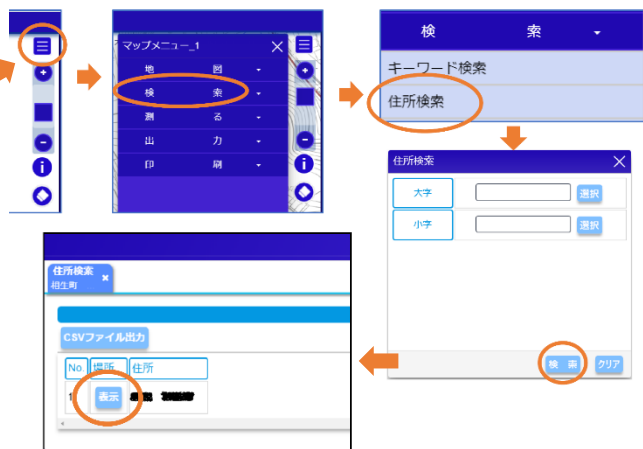 マップメニュー_1
地 図
検 索
測 る
出 力
印 刷
検 索
キーワード検索
住所検索
住所検索
大字 選択
小字 選択
検 索 クリア
住所検索
相生町
CSVファイル出力
No. 場所 住所
1 表示